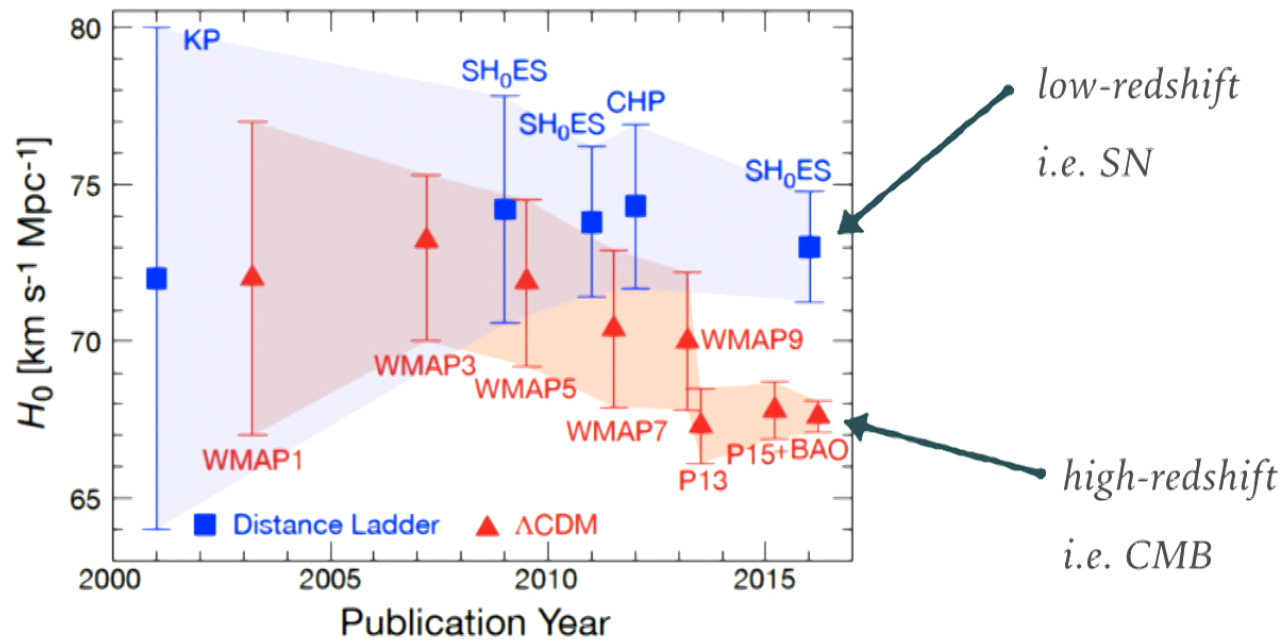 80
75
70
65
H₀ [km s⁻¹ Mpc⁻¹]
KP
SH₀ES
SH₀ES
CHP
SH₀ES
WMAP1
WMAP3
WMAP5
WMAP7
WMAP9
P13
P15+BAO
Distance Ladder
ΛCDM
2000
2005
2010
2015
Publication Year
low-redshift
i.e. SN
high-redshift
i.e. CMB